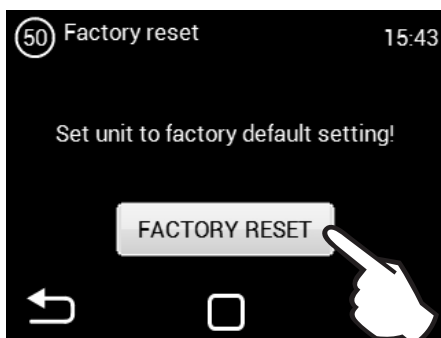 50 Factory reset 15:43
Set unit to factory default setting!
FACTORY RESET